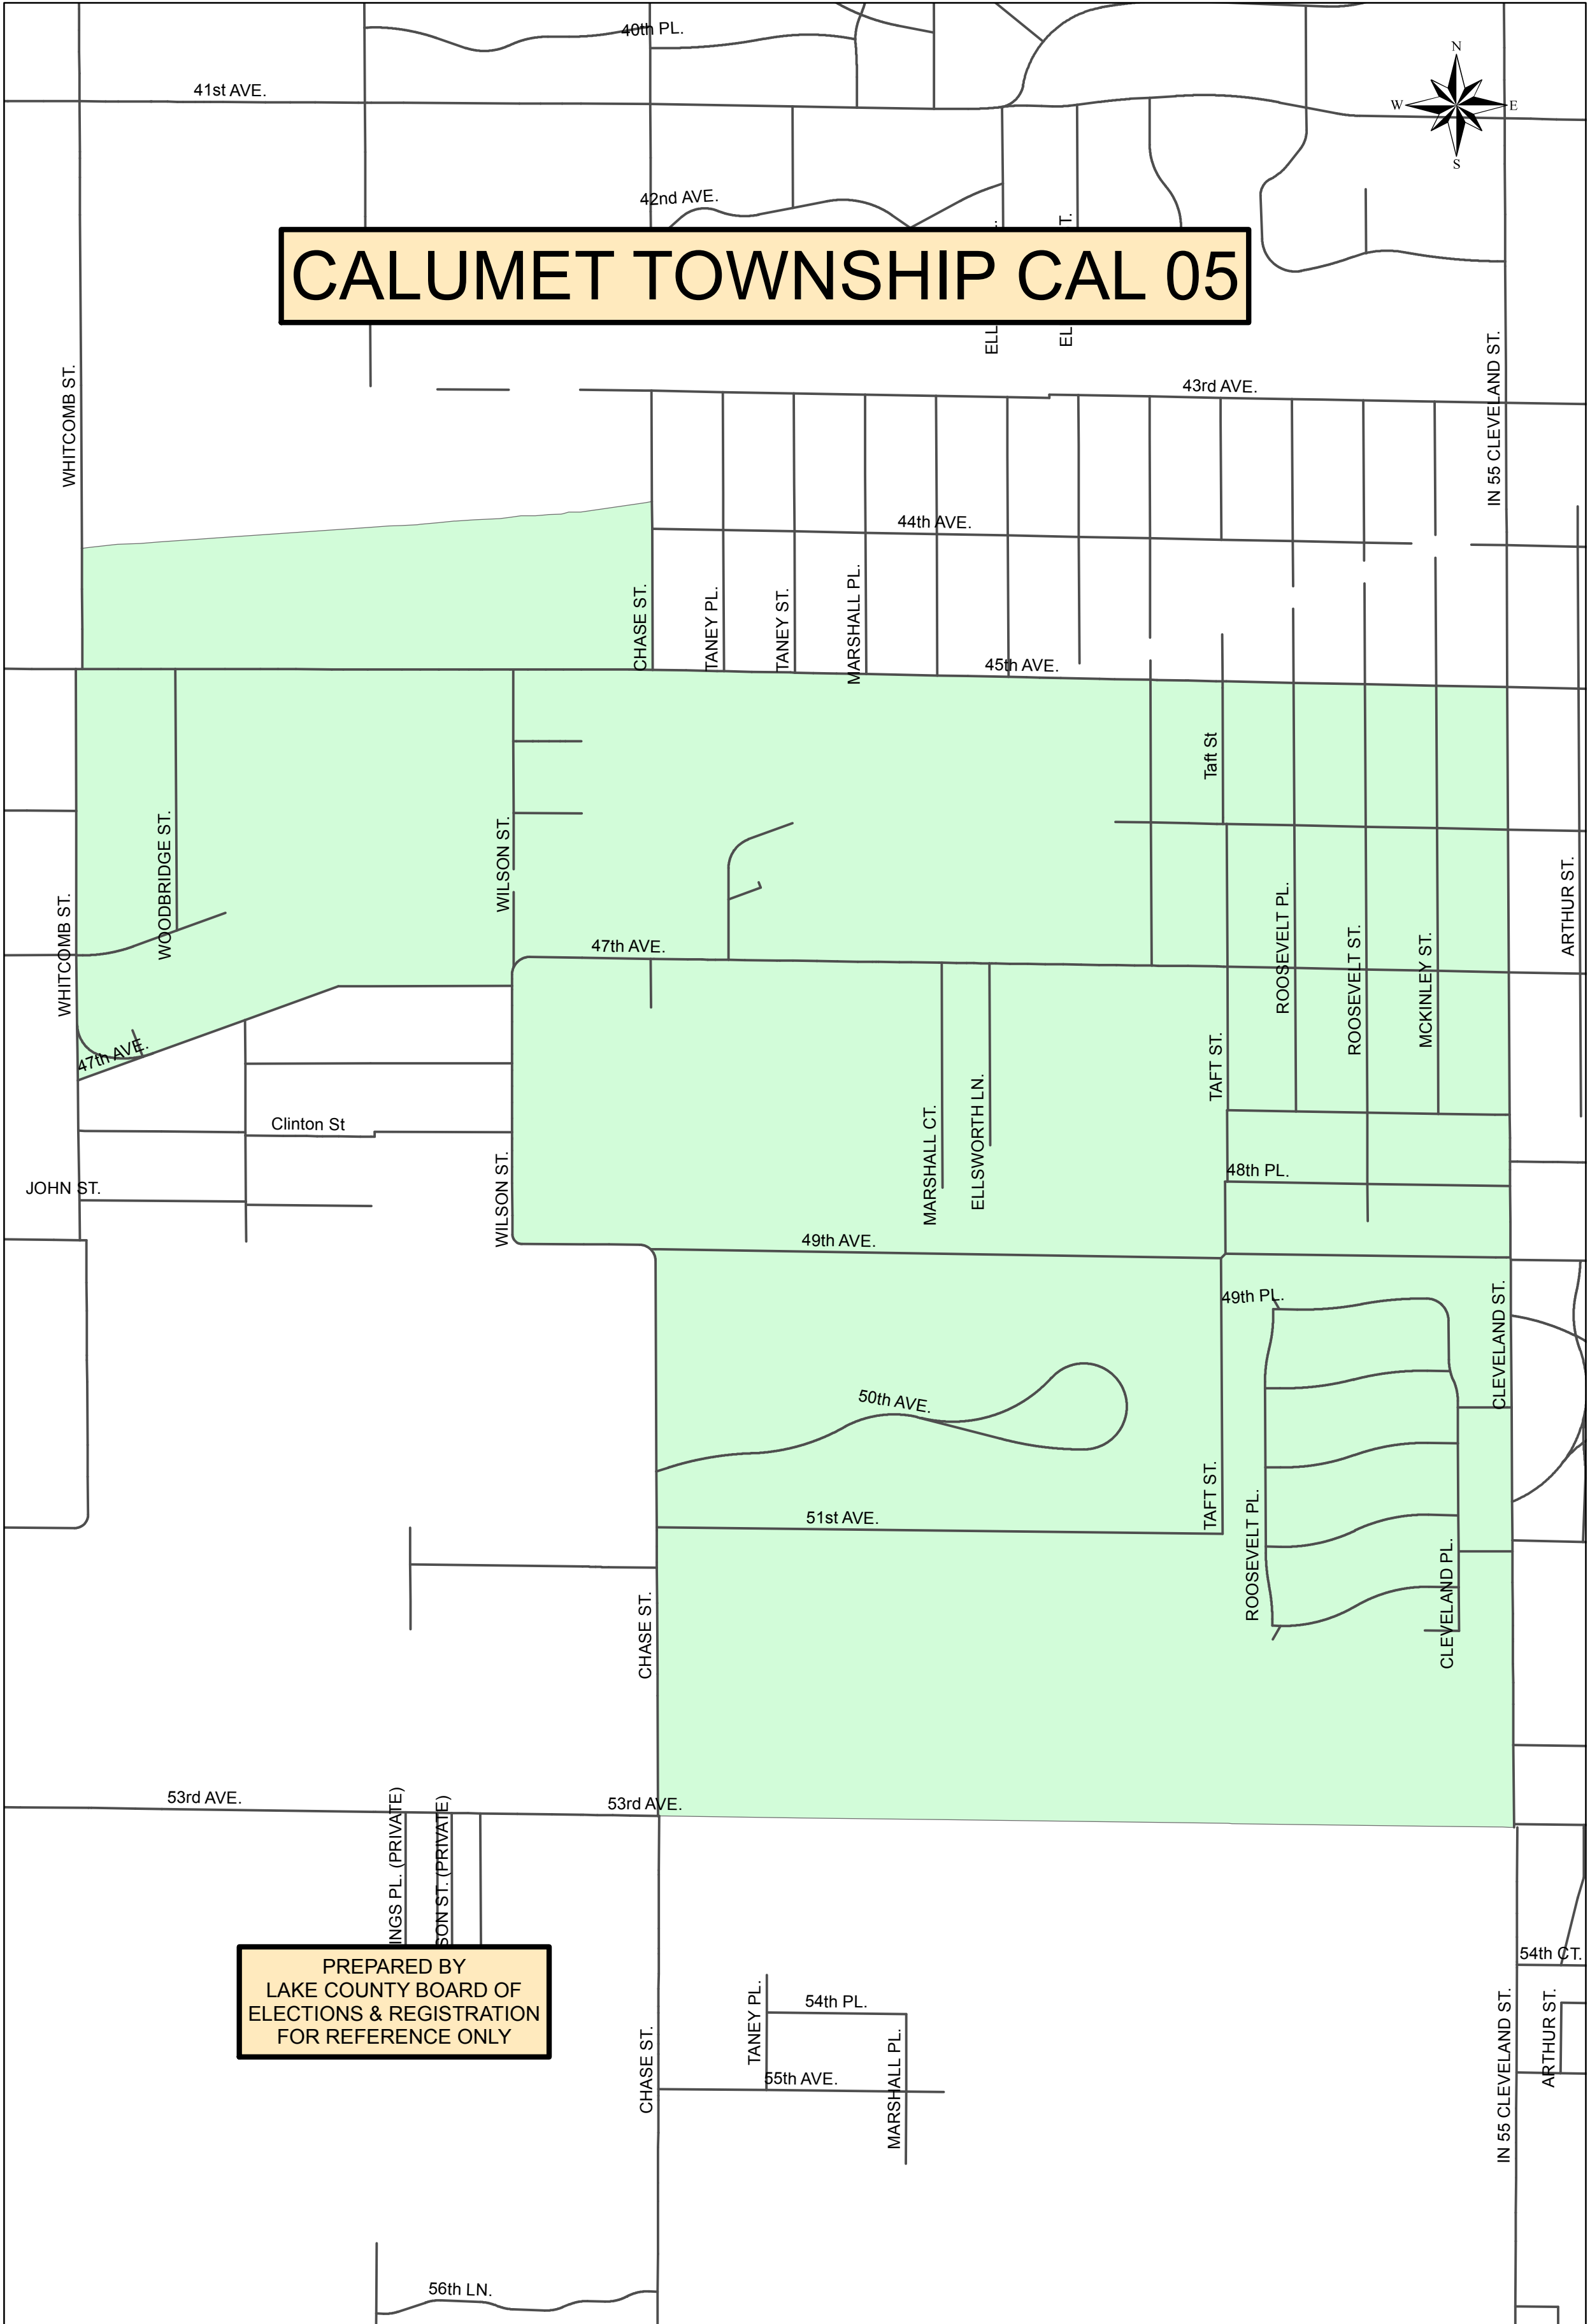 40th PL.
N
41st AVE.
W
E
S
42nd AVE.
CALUMET TOWNSHIP CAL 05
WHITCOMB ST.
IN 55 CLEVELAND ST.
43rd AVE.
44th AVE.
CHASE ST.
TANEY PL.
TANEY ST.
MARSHALL PL.
45th AVE.
Taft St
WOODBRIDGE ST.
WILSON ST.
WHITCOMB ST.
ARTHUR ST.
47th AVE.
ROOSEVELT PL.
ROOSEVELT ST.
MCKINLEY ST.
47th AVE.
TAFT ST.
Clinton St
MARSHALL CT.
ELLSWORTH LN.
JOHN ST.
WILSON ST.
48th PL.
49th AVE.
49th PL.
CLEVELAND ST.
50th AVE.
51st AVE.
TAFT ST.
ROOSEVELT PL.
CHASE ST.
CLEVELAND PL.
53rd AVE.
53rd AVE.
INGS PL. (PRIVATE)
SON ST. (PRIVATE)
PREPARED BY
LAKE COUNTY BOARD OF
ELECTIONS & REGISTRATION
FOR REFERENCE ONLY
54th CT.
TANEY PL.
54th PL.
CHASE ST.
55th AVE.
MARSHALL PL.
IN 55 CLEVELAND ST.
ARTHUR ST.
56th LN.